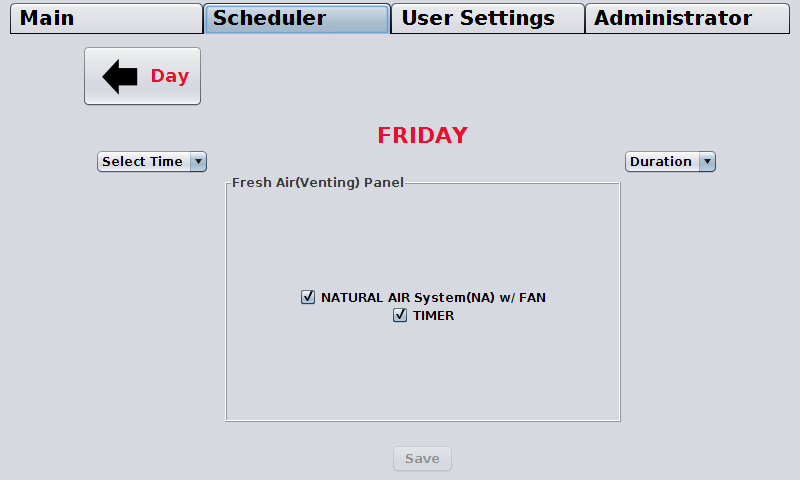 Main Scheduler User Settings Administrator
Day
FRIDAY
Select Time Duration
Fresh Air(Venting) Panel
NATURAL AIR System(NA) w/ FAN
TIMER
Save